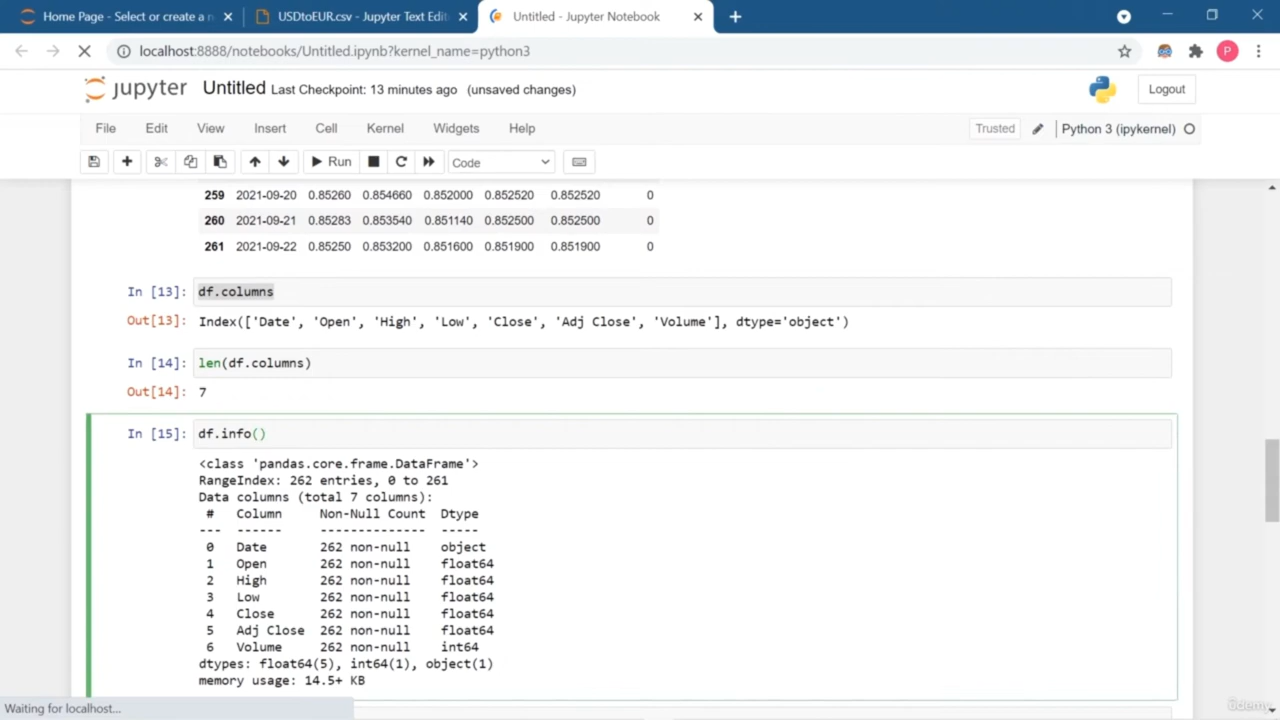 Home Page - Select or create a n
USDtoEUR.csv - Jupyter Text Edit
Untitled - Jupyter Notebook
localhost:8888/notebooks/Untitled.ipynb?kernel_name=python3
P
jupyter Untitled Last Checkpoint: 13 minutes ago (unsaved changes)
Logout
File Edit View Insert Cell Kernel Widgets Help
Trusted Python 3 (ipykernel)
Run Code
259 2021-09-20 0.85260 0.854660 0.852000 0.852520 0.852520 0
260 2021-09-21 0.85283 0.853540 0.851140 0.852500 0.852500 0
261 2021-09-22 0.85250 0.853200 0.851600 0.851900 0.851900 0
In [13]: df.columns
Out[13]: Index(['Date', 'Open', 'High', 'Low', 'Close', 'Adj Close', 'Volume'], dtype='object')
In [14]: len(df.columns)
Out[14]: 7
In [15]: df.info()
<class 'pandas.core.frame.DataFrame'>
RangeIndex: 262 entries, 0 to 261
Data columns (total 7 columns):
# Column Non-Null Count Dtype
--- ------ -------------- -----
0 Date 262 non-null object
1 Open 262 non-null float64
2 High 262 non-null float64
3 Low 262 non-null float64
4 Close 262 non-null float64
5 Adj Close 262 non-null float64
6 Volume 262 non-null int64
dtypes: float64(5), int64(1), object(1)
memory usage: 14.5+ KB
Waiting for localhost...
ûdemy